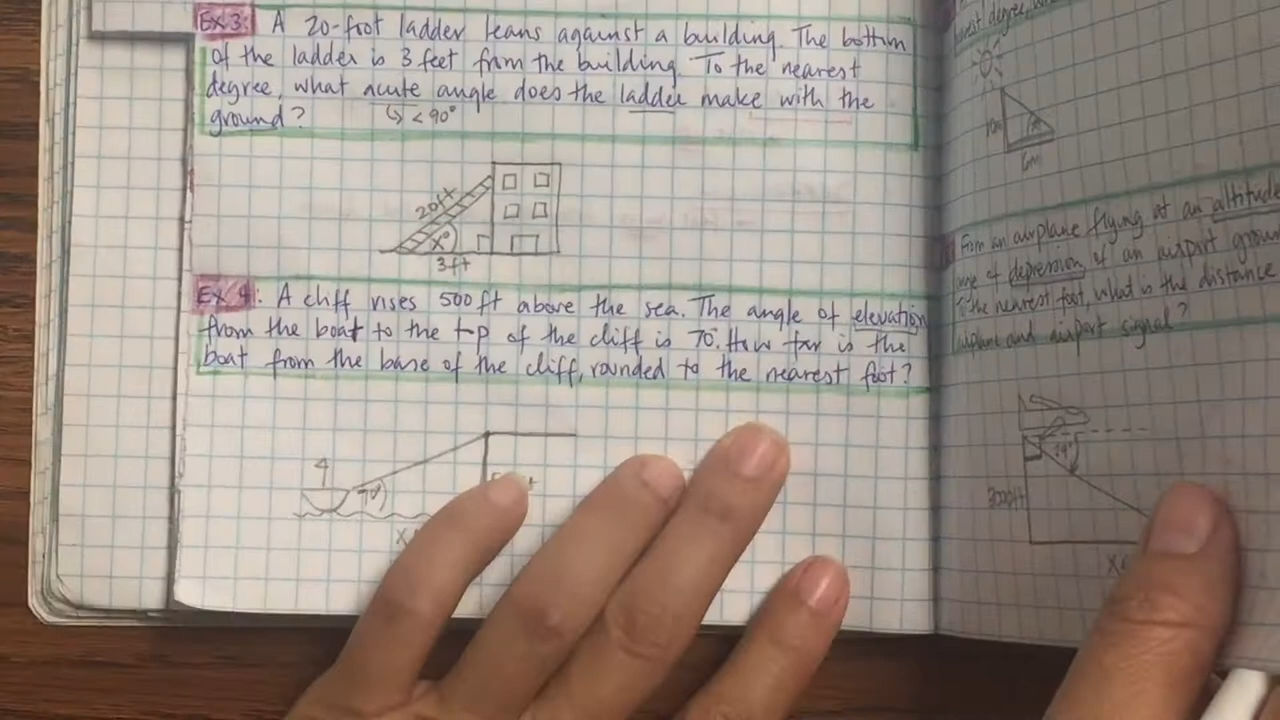 Ex 3: A 20-foot ladder leans against a building. The bottom
of the ladder is 3 feet from the building. To the nearest
degree, what acute angle does the ladder make with the
ground?
↳ < 90°
20ft
x°
3ft
Ex 4: A cliff rises 500 ft above the sea. The angle of elevation
from the boat to the top of the cliff is 70°. How far is the
boat from the base of the cliff, rounded to the nearest foot?
70°
X
degree,
6m
From an airplane flying at an altitude
of depression of an airport
to the nearest foot, what is the distance
airplane and airport signal?
X